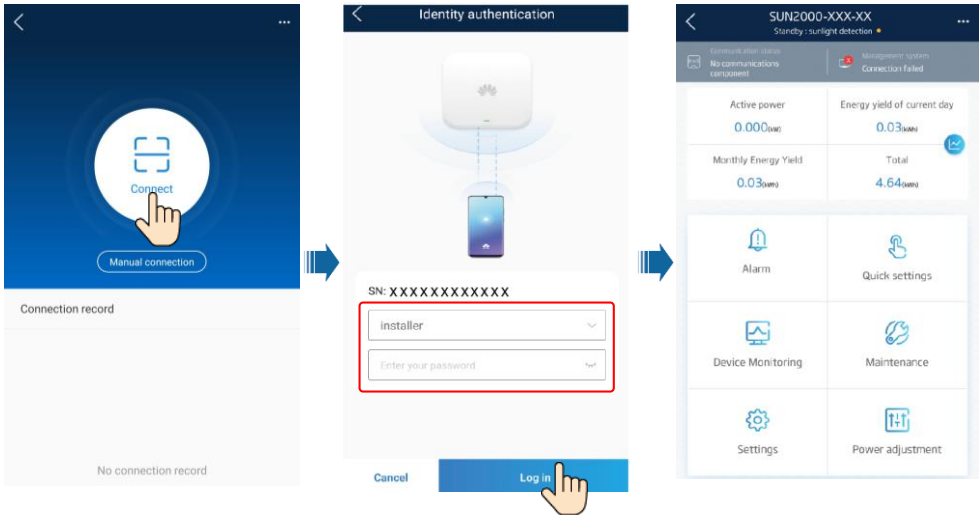 Connect
Manual connection
Connection record
No connection record
Identity authentication
SN: XXXXXXXXXXXX
installer
Enter your password
Cancel
Log in
SUN2000-XXX-XX
Standby : sunlight detection
Communication status
No communications
component
Management system
Connection failed
Active power
0.000(kW)
Energy yield of current day
0.03(kWh)
Monthly Energy Yield
0.03(kWh)
Total
4.64(kWh)
Alarm
Quick settings
Device Monitoring
Maintenance
Settings
Power adjustment